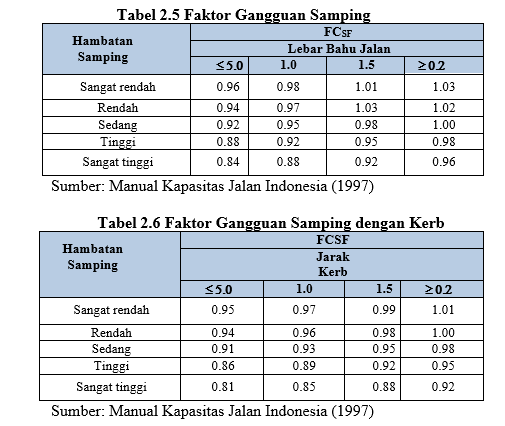 Tabel 2.5 Faktor Gangguan Samping
Hambatan Samping FCSF
Lebar Bahu Jalan
≤5.0 1.0 1.5 ≥0.2
Sangat rendah 0.96 0.98 1.01 1.03
Rendah 0.94 0.97 1.03 1.02
Sedang 0.92 0.95 0.98 1.00
Tinggi 0.88 0.92 0.95 0.98
Sangat tinggi 0.84 0.88 0.92 0.96
Sumber: Manual Kapasitas Jalan Indonesia (1997)
Tabel 2.6 Faktor Gangguan Samping dengan Kerb
Hambatan Samping FCSF
Jarak
Kerb
≤5.0 1.0 1.5 ≥0.2
Sangat rendah 0.95 0.97 0.99 1.01
Rendah 0.94 0.96 0.98 1.00
Sedang 0.91 0.93 0.95 0.98
Tinggi 0.86 0.89 0.92 0.95
Sangat tinggi 0.81 0.85 0.88 0.92
Sumber: Manual Kapasitas Jalan Indonesia (1997)